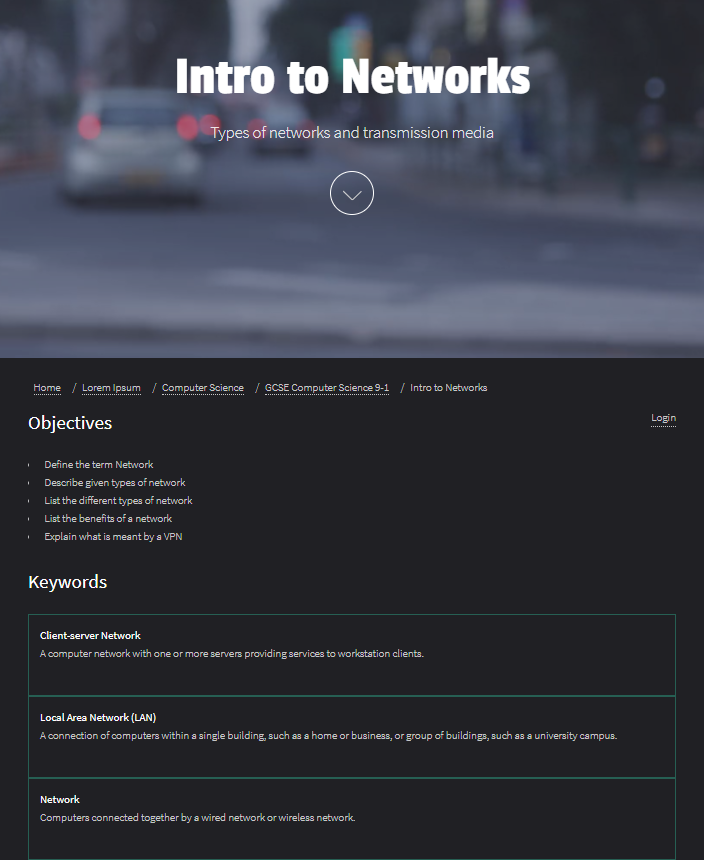 Intro to Networks
Types of networks and transmission media
Home / Lorem Ipsum / Computer Science / GCSE Computer Science 9-1 / Intro to Networks
Login
Objectives
Define the term Network
Describe given types of network
List the different types of network
List the benefits of a network
Explain what is meant by a VPN
Keywords
Client-server Network
A computer network with one or more servers providing services to workstation clients.
Local Area Network (LAN)
A connection of computers within a single building, such as a home or business, or group of buildings, such as a university campus.
Network
Computers connected together by a wired network or wireless network.